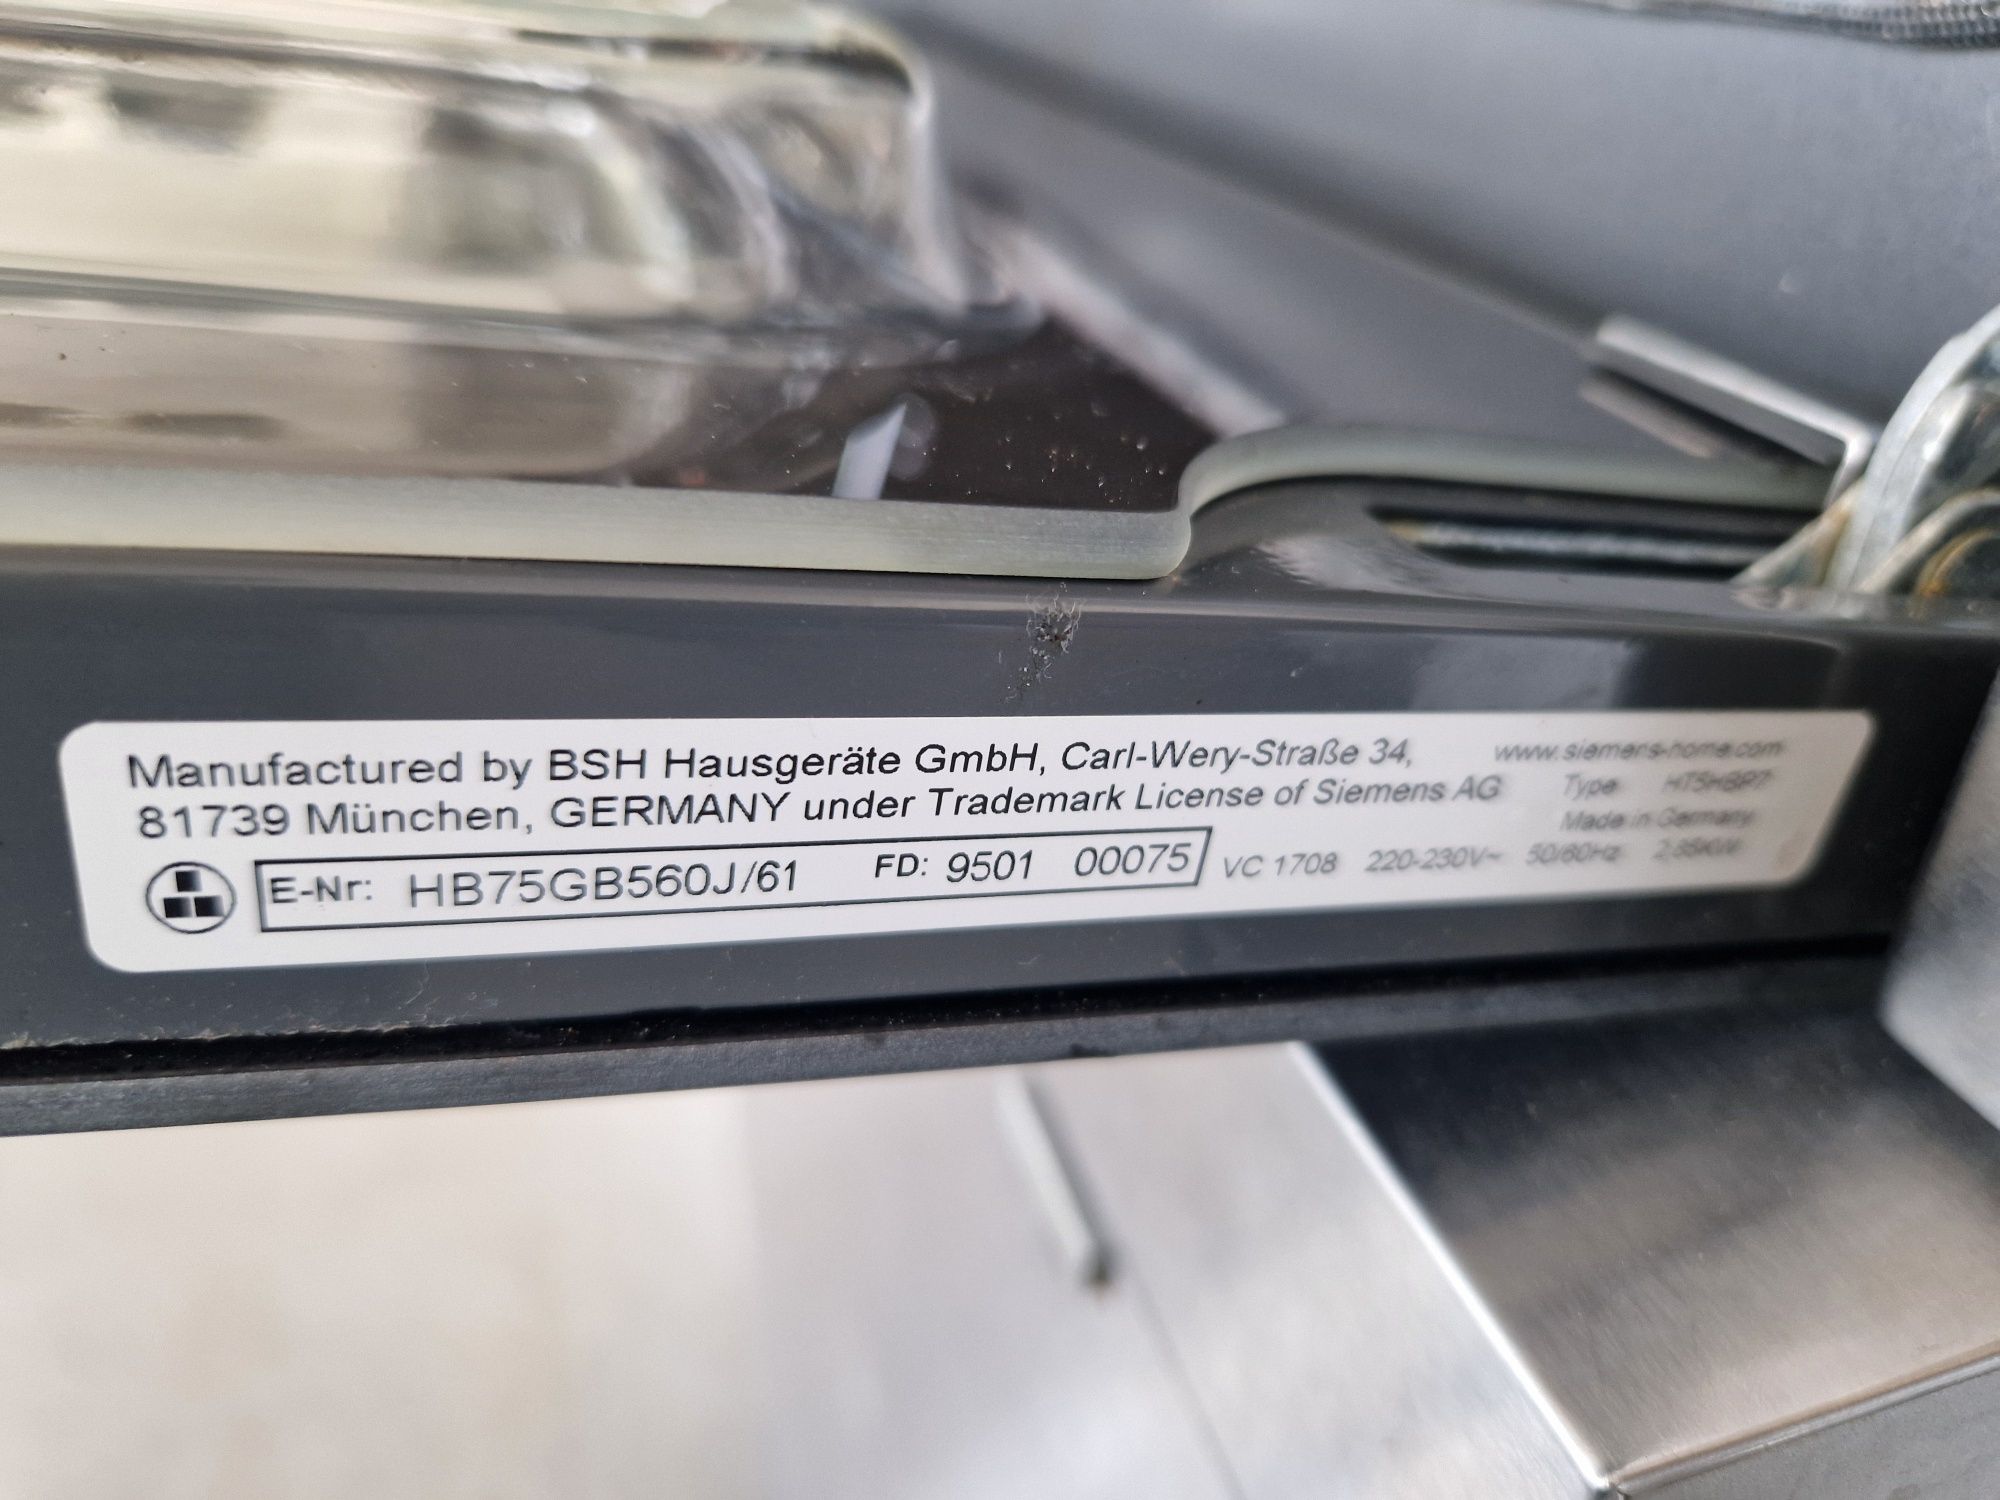 Manufactured by BSH Hausgeräte GmbH, Carl-Wery-Straße 34,
81739 München, GERMANY under Trademark License of Siemens AG
E-Nr: HB75GB560J/61 FD: 9501 00075 VC 1708 220-230V~ 50/60Hz
www.siemens-home.com
Type
Made in Germany